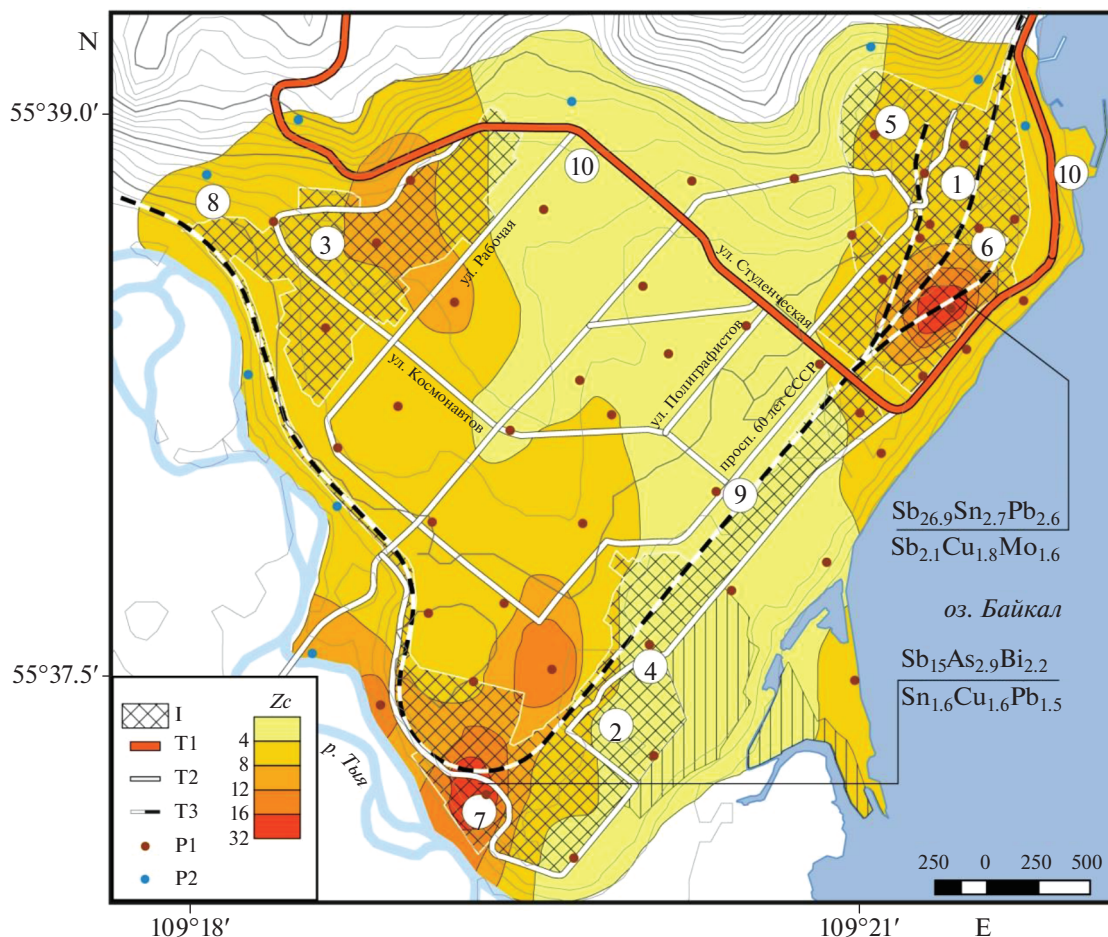 N
55°39.0′
55°37.5′
109°18′
109°21′
E
8
3
10
5
1
10
6
9
4
2
7
ул. Рабочая
ул. Студенческая
ул. Космонавтов
ул. Полиграфистов
просп. 60 лет СССР
Sb26.9Sn2.7Pb2.6
Sb2.1Cu1.8Mo1.6
оз. Байкал
Sb15As2.9Bi2.2
Sn1.6Cu1.6Pb1.5
р. Тыя
I
T1
T2
T3
P1
P2
Zc
4
8
12
16
32
250 0 250 500